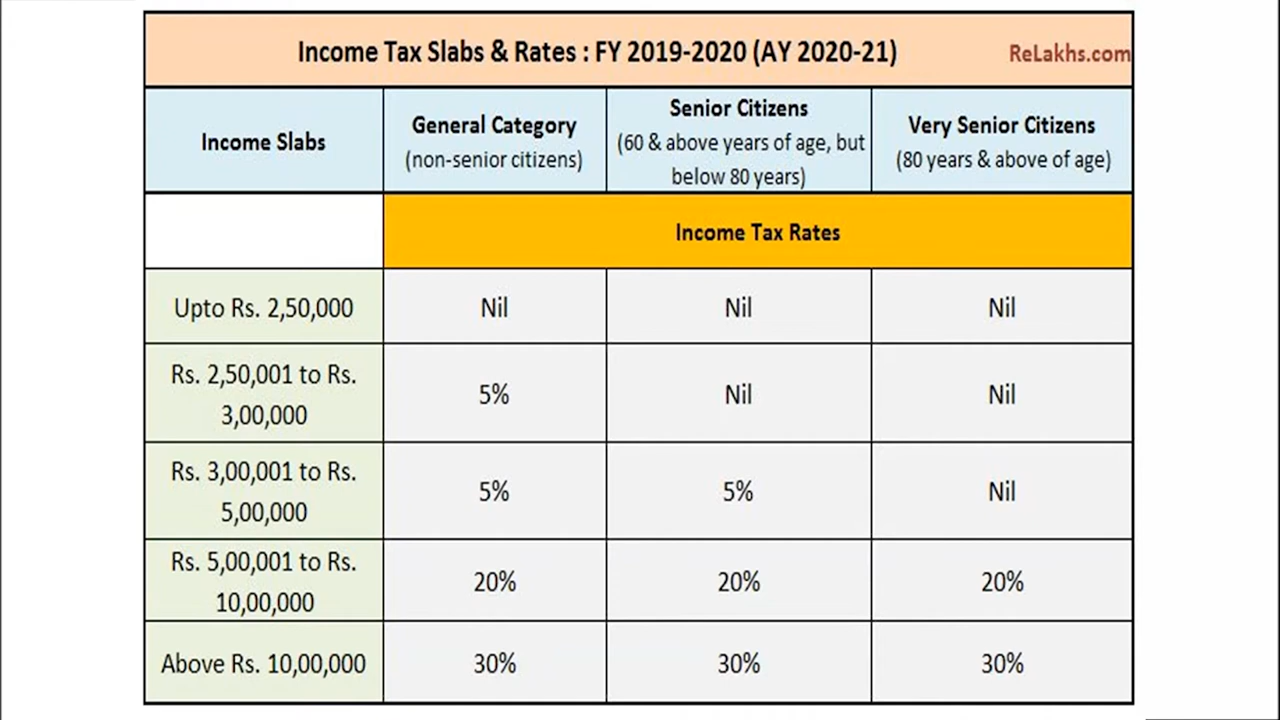 Income Tax Slabs & Rates : FY 2019-2020 (AY 2020-21)
ReLakhs.com
Income Slabs
General Category
(non-senior citizens)
Senior Citizens
(60 & above years of age, but
below 80 years)
Very Senior Citizens
(80 years & above of age)
Income Tax Rates
Upto Rs. 2,50,000
Nil
Nil
Nil
Rs. 2,50,001 to Rs.
3,00,000
5%
Nil
Nil
Rs. 3,00,001 to Rs.
5,00,000
5%
5%
Nil
Rs. 5,00,001 to Rs.
10,00,000
20%
20%
20%
Above Rs. 10,00,000
30%
30%
30%